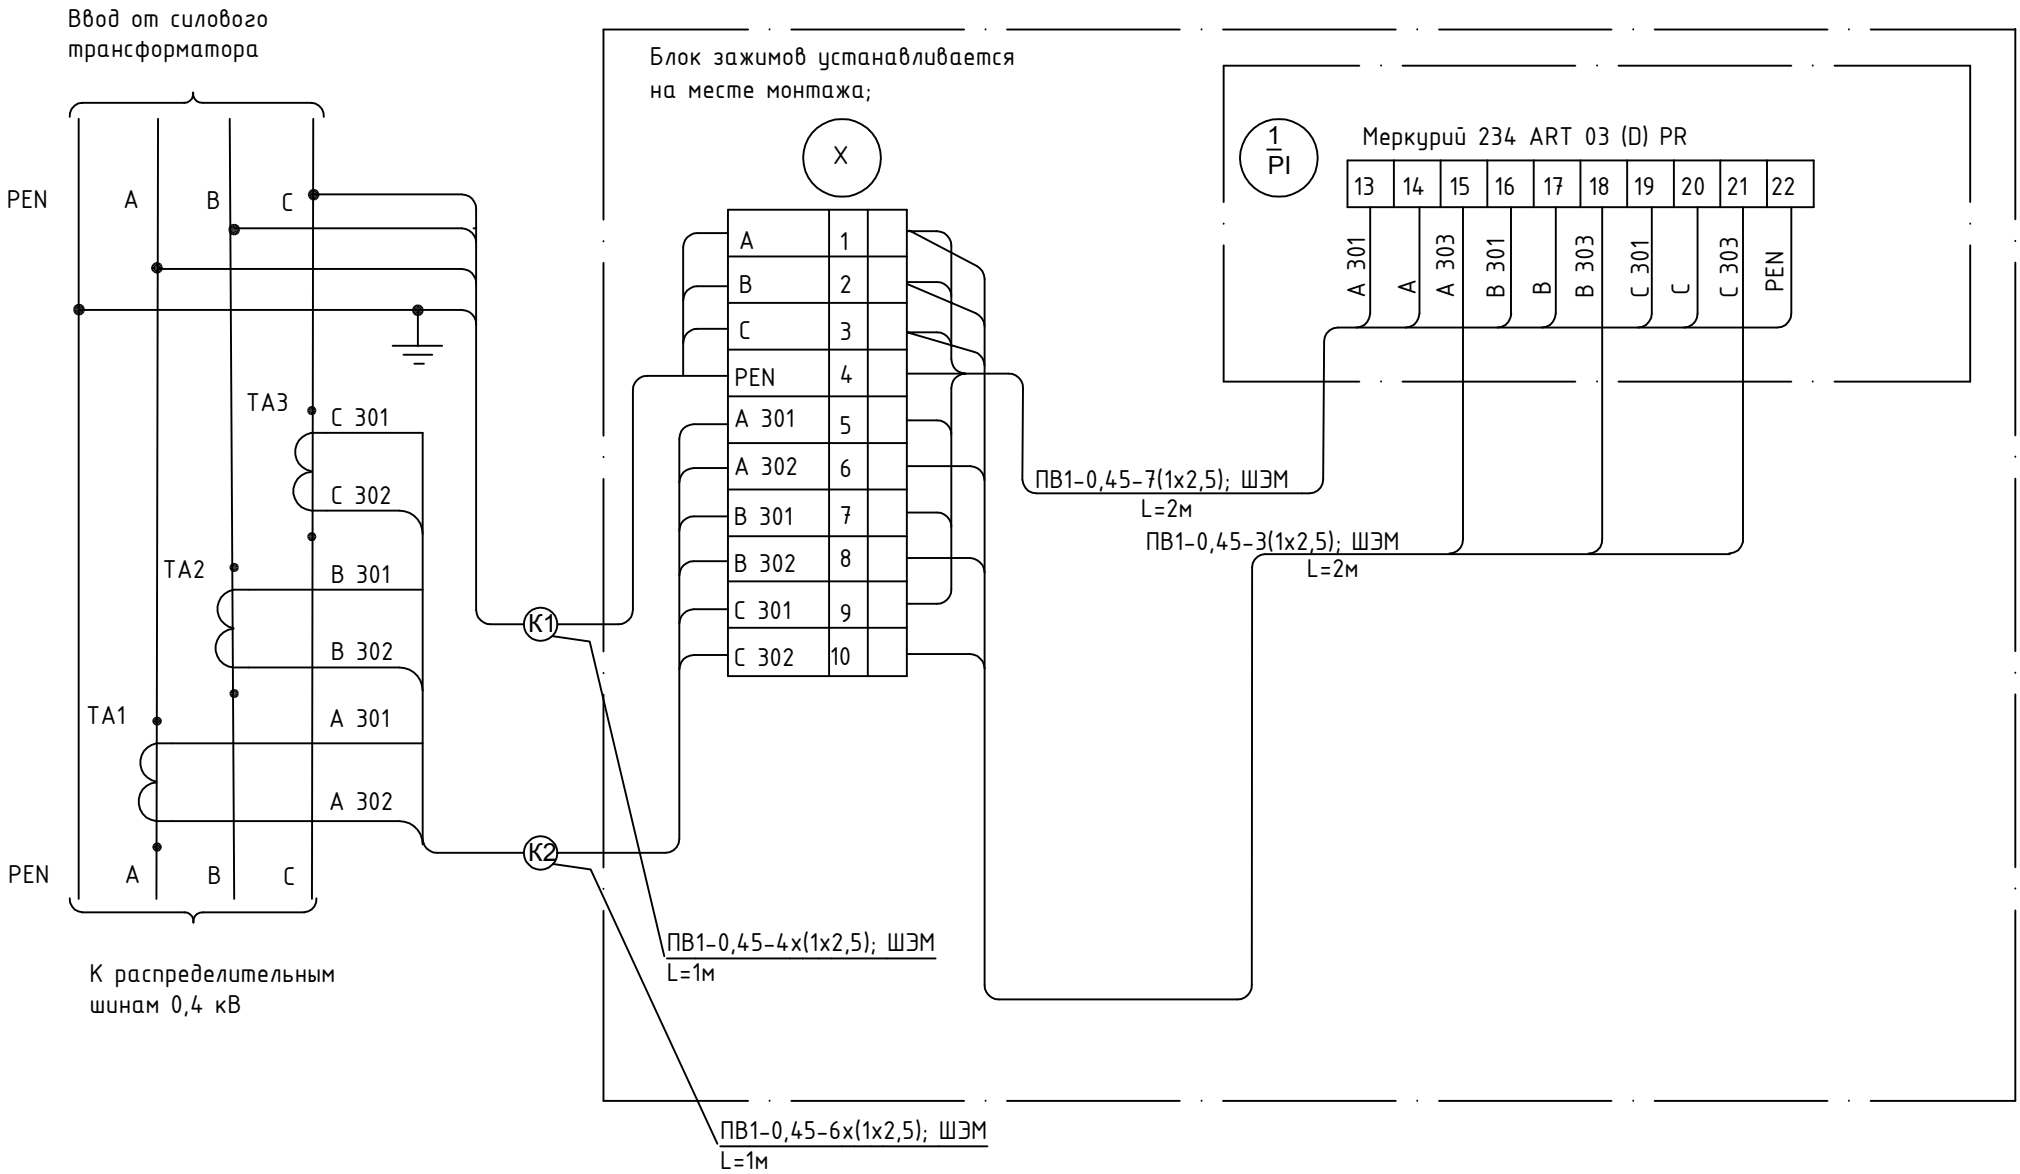 Ввод от силового
трансформатора
PEN
A
B
C
TA3
C 301
C 302
TA2
B 301
B 302
TA1
A 301
A 302
PEN
A
B
C
К распределительным
шинам 0,4 кВ
К1
К2
Блок зажимов устанавливается
на месте монтажа;
X
A 1
B 2
C 3
PEN 4
A 301 5
A 302 6
B 301 7
B 302 8
C 301 9
C 302 10
ПВ1-0,45-4х(1х2,5); ШЭМ
L=1м
ПВ1-0,45-6х(1х2,5); ШЭМ
L=1м
1
PI
Меркурий 234 ART 03 (D) PR
13 14 15 16 17 18 19 20 21 22
A 301
A
A 303
B 301
B
B 303
C 301
C
C 303
PEN
ПВ1-0,45-7(1х2,5); ШЭМ
L=2м
ПВ1-0,45-3(1х2,5); ШЭМ
L=2м